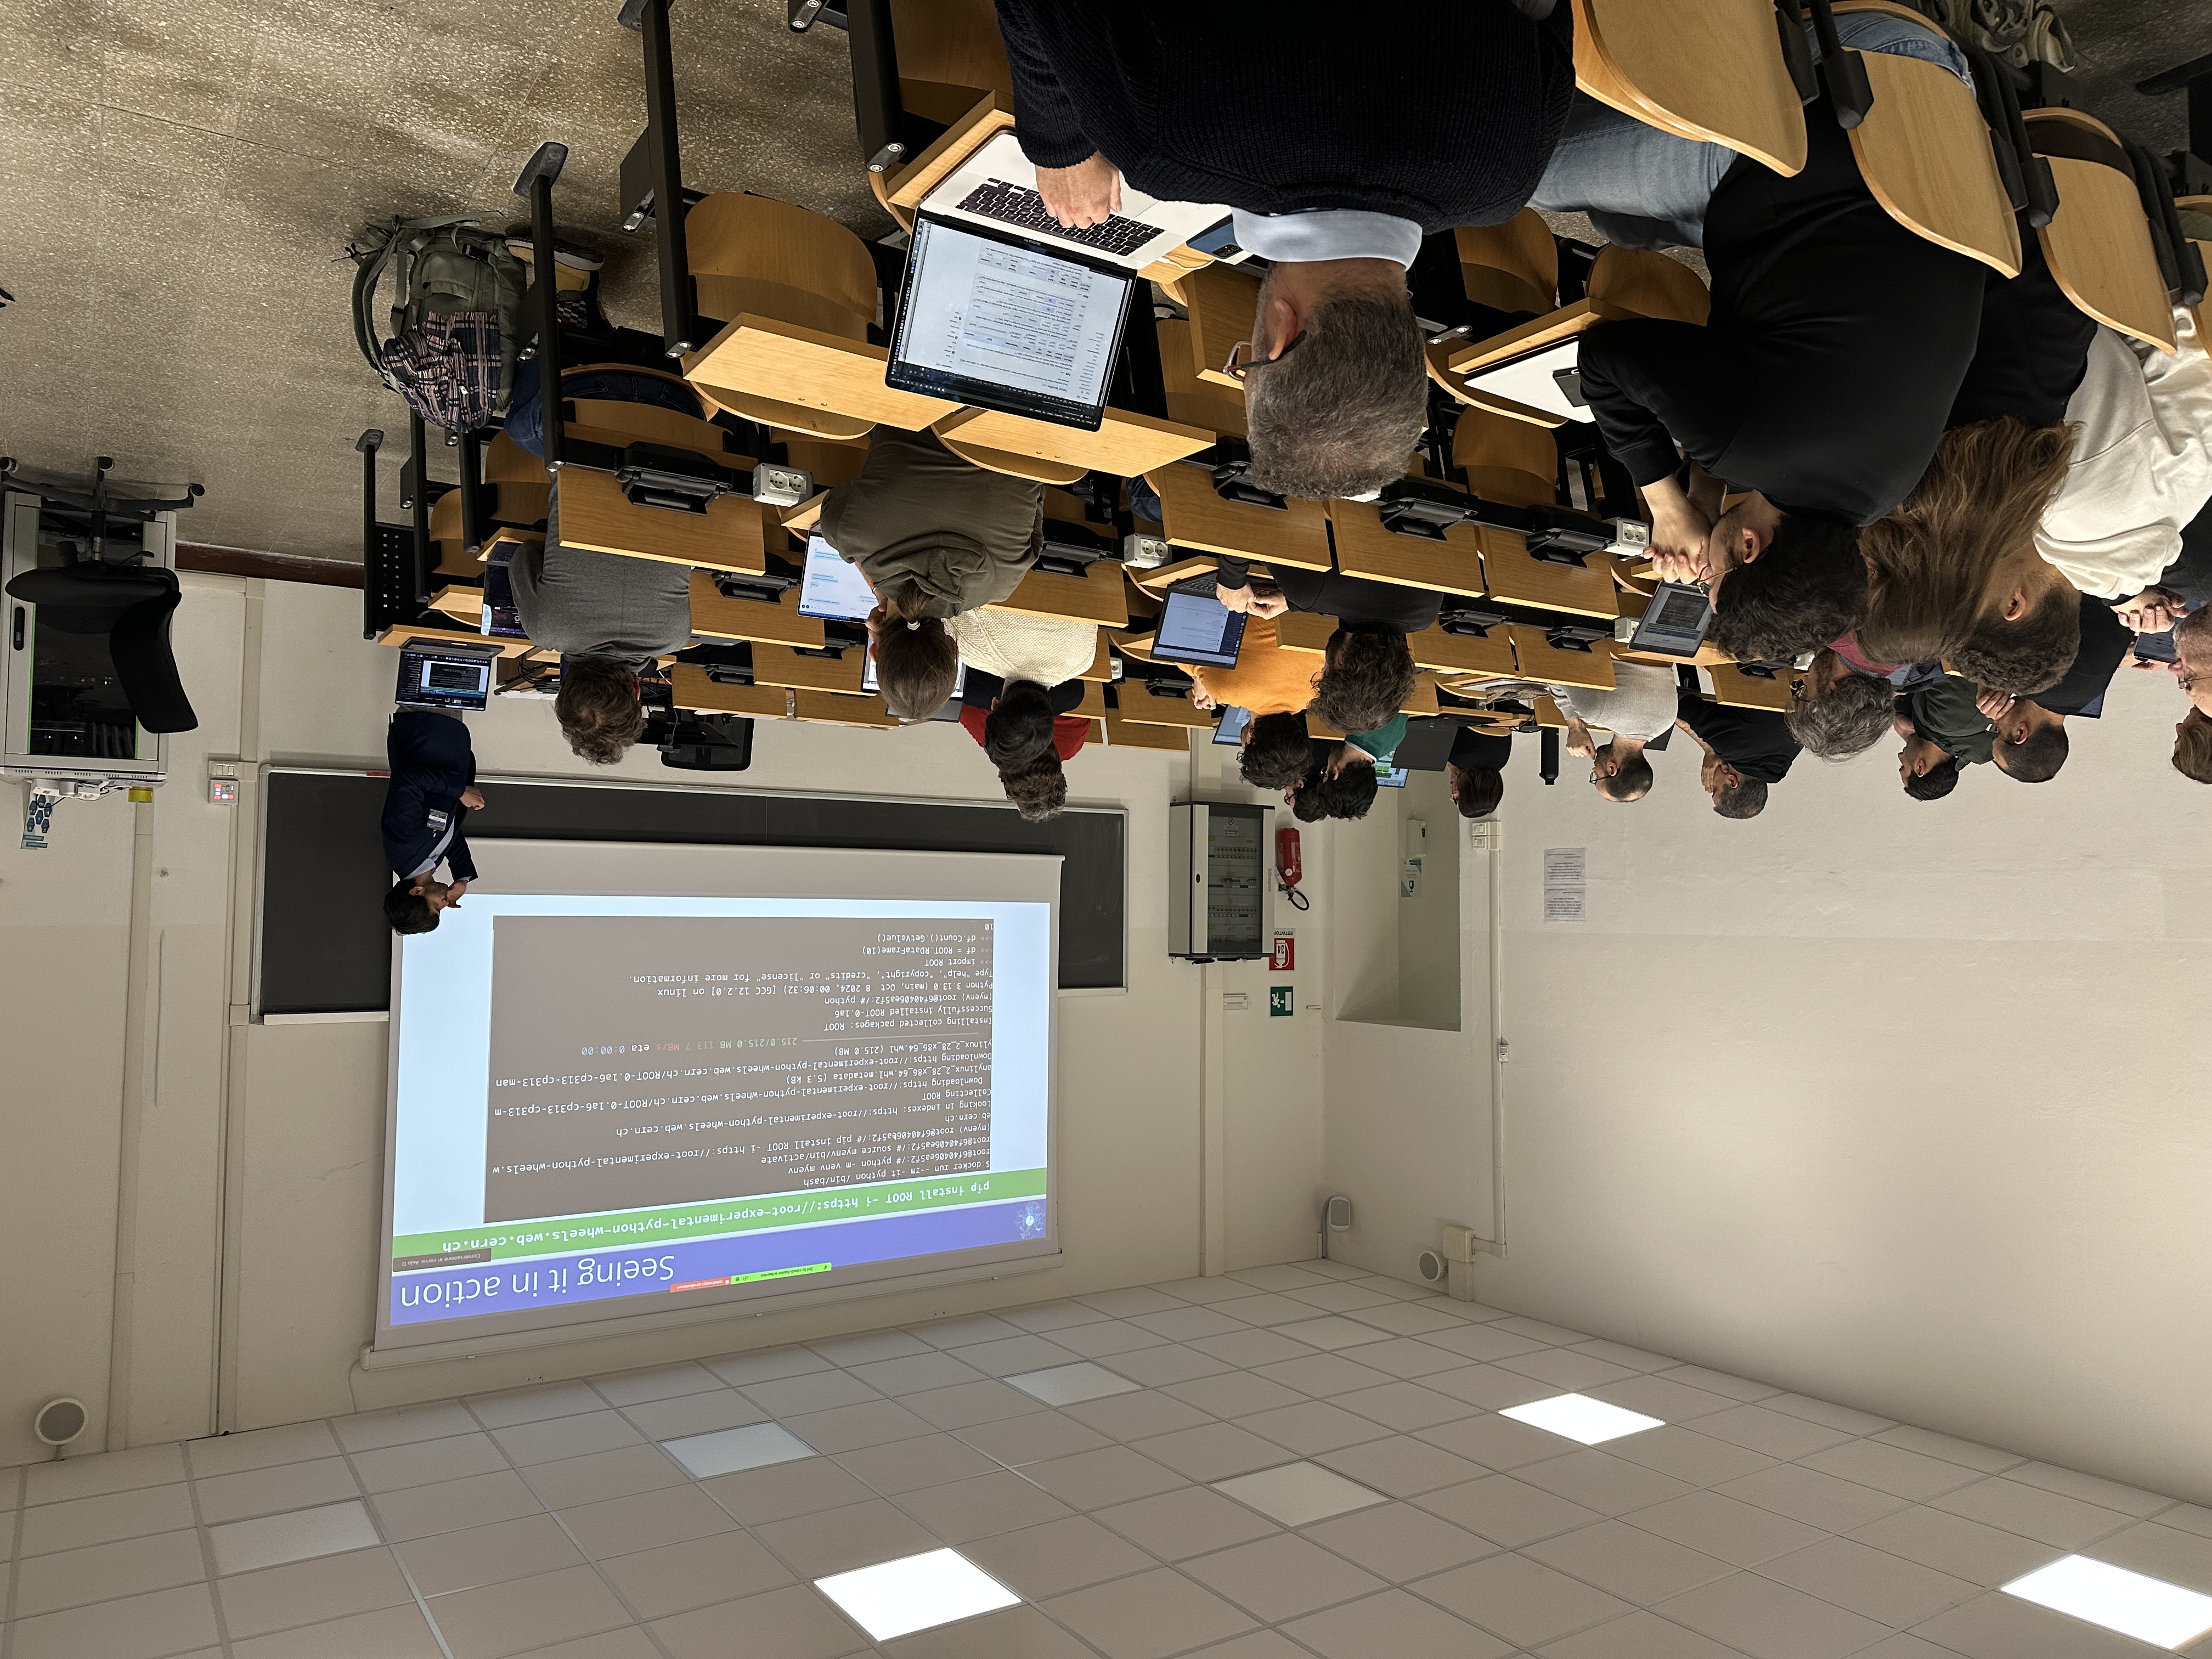 Seeing it in action
Conversazione in corso: Aula D
pip install ROOT -i https://root-experimental-python-wheels.web.cern.ch
$:docker run --rm -it python /bin/bash
root@6f40406ea5f2:/# python -m venv myenv
root@6f40406ea5f2:/# source myenv/bin/activate
(myenv) root@6f40406ea5f2:/# pip install ROOT -i https://root-experimental-python-wheels.w
eb.cern.ch
Looking in indexes: https://root-experimental-python-wheels.web.cern.ch
Collecting ROOT
Downloading https://root-experimental-python-wheels.web.cern.ch/ROOT-0.1a6-cp313-cp313-m
anylinux_2_28_x86_64.whl.metadata (5.3 kB)
Downloading https://root-experimental-python-wheels.web.cern.ch/ROOT-0.1a6-cp313-cp313-man
ylinux_2_28_x86_64.whl (215.0 MB)
215.0/215.0 MB 113.7 MB/s eta 0:00:00
Installing collected packages: ROOT
Successfully installed ROOT-0.1a6
(myenv) root@6f40406ea5f2:/# python
Python 3.13.0 (main, Oct 8 2024, 00:06:32) [GCC 12.2.0] on linux
Type "help", "copyright", "credits" or "license" for more information.
>>> import ROOT
>>> df = ROOT.RDataFrame(10)
>>> df.Count().GetValue()
10
34
ESTINTORE